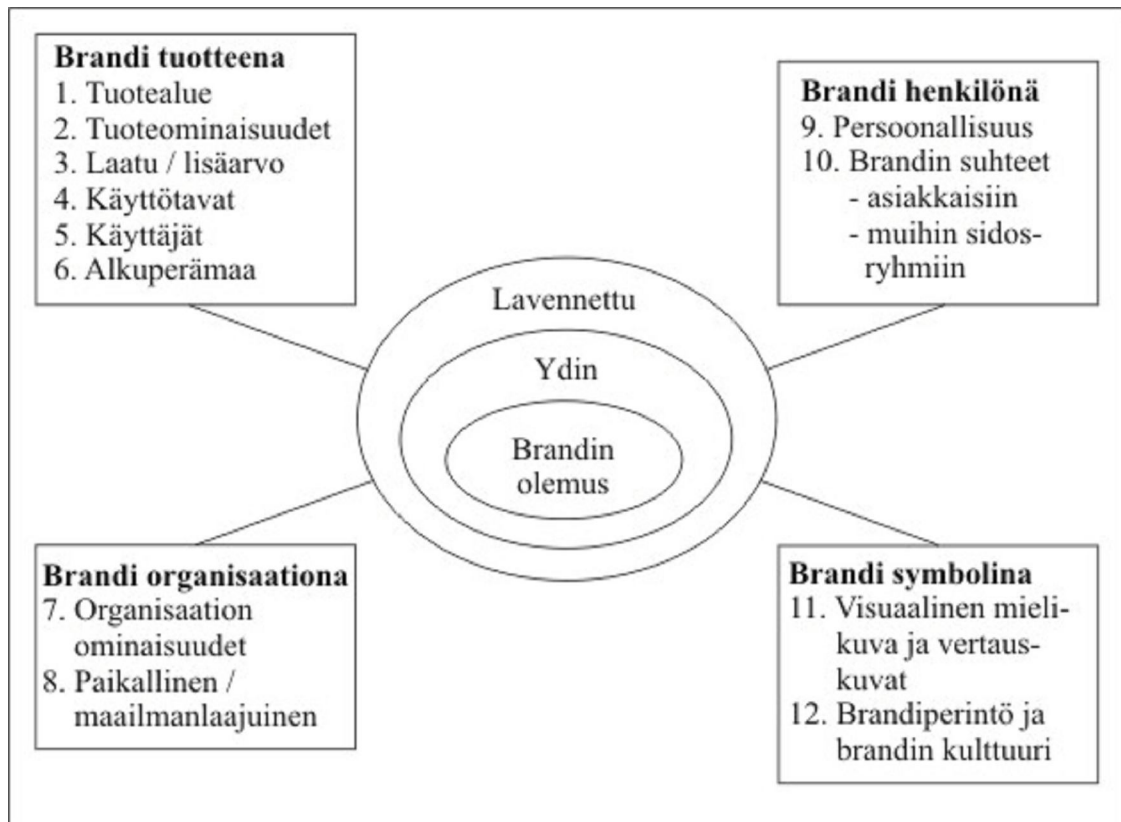 Brandi tuotteena
1. Tuotealue
2. Tuoteominaisuudet
3. Laatu / lisäarvo
4. Käyttötavat
5. Käyttäjät
6. Alkuperämaa
Brandi henkilönä
9. Persoonallisuus
10. Brandin suhteet
- asiakkaisiin
- muihin sidos-
ryhmiin
Lavennettu
Ydin
Brandin
olemus
Brandi organisaationa
7. Organisaation
ominaisuudet
8. Paikallinen /
maailmanlaajuinen
Brandi symbolina
11. Visuaalinen mieli-
kuva ja vertaus-
kuvat
12. Brandiperintö ja
brandin kulttuuri